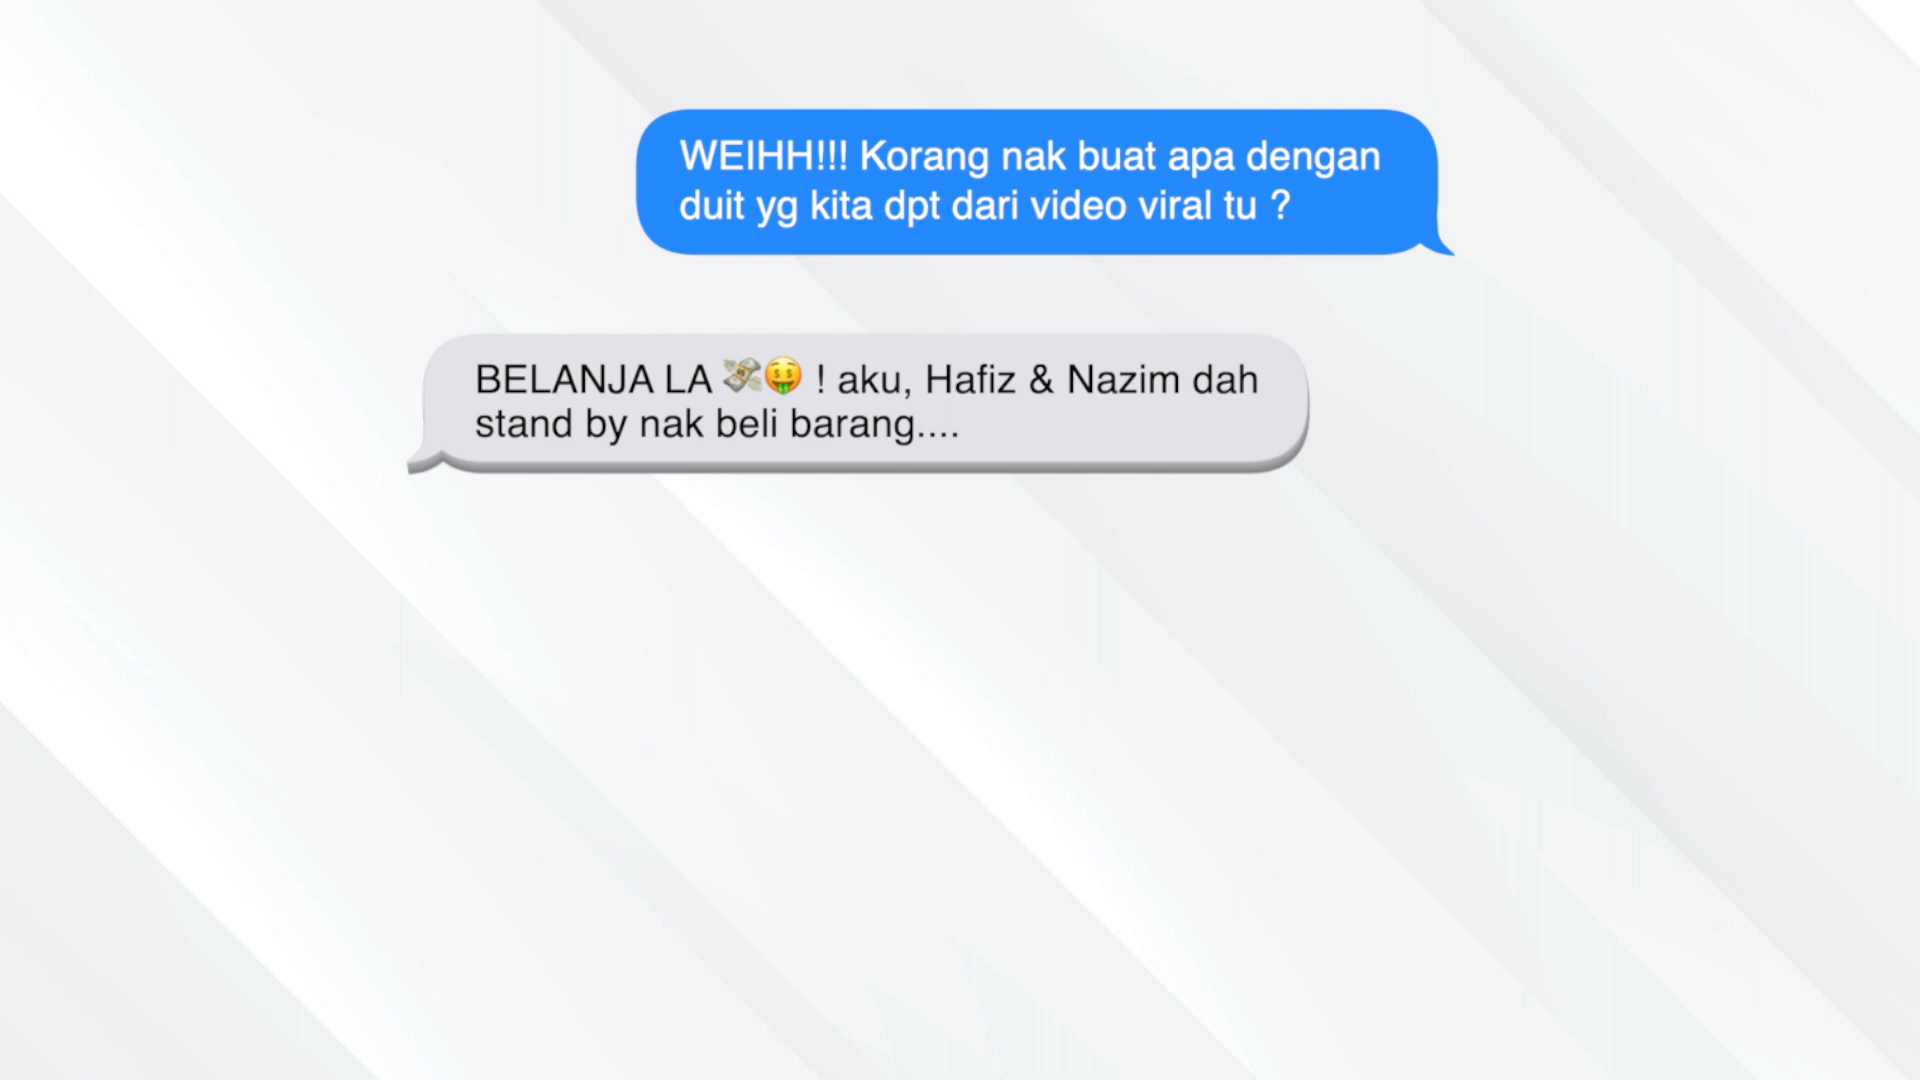 WEIHH!!! Korang nak buat apa dengan
duit yg kita dpt dari video viral tu ?
BELANJA LA 💸🤑 ! aku, Hafiz & Nazim dah
stand by nak beli barang....